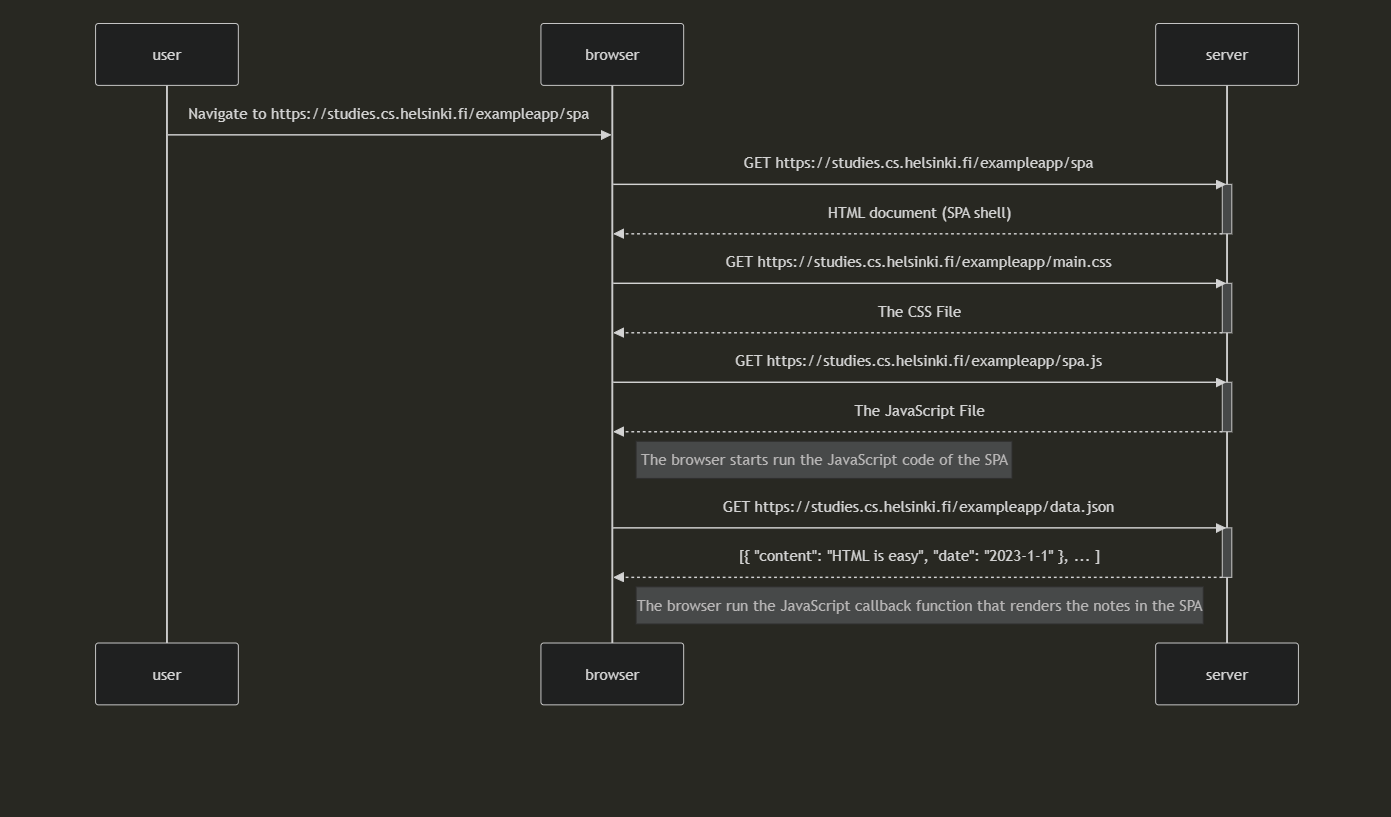 user
browser
server
Navigate to https://studies.cs.helsinki.fi/exampleapp/spa
GET https://studies.cs.helsinki.fi/exampleapp/spa
HTML document (SPA shell)
GET https://studies.cs.helsinki.fi/exampleapp/main.css
The CSS File
GET https://studies.cs.helsinki.fi/exampleapp/spa.js
The JavaScript File
The browser starts run the JavaScript code of the SPA
GET https://studies.cs.helsinki.fi/exampleapp/data.json
[{ "content": "HTML is easy", "date": "2023-1-1" }, ... ]
The browser run the JavaScript callback function that renders the notes in the SPA
user
browser
server